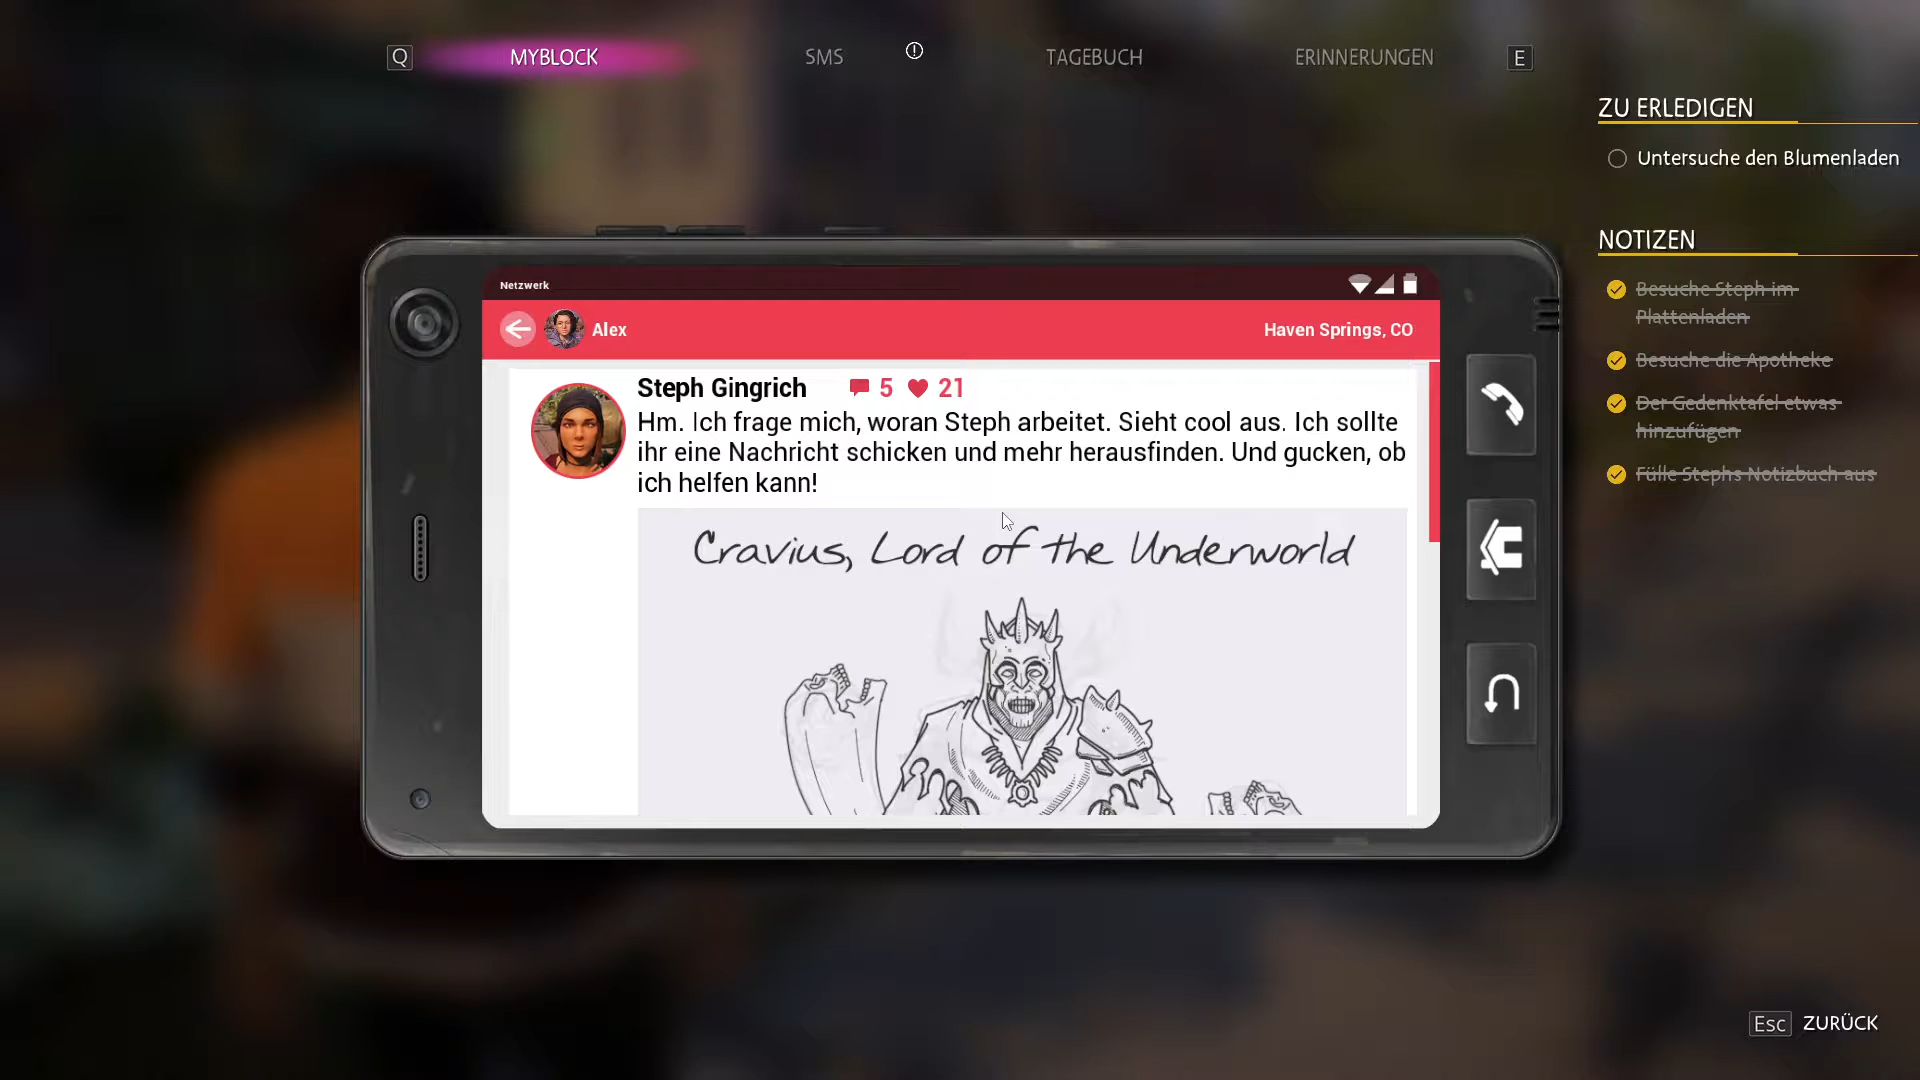 Q
MYBLOCK
SMS
TAGEBUCH
ERINNERUNGEN
E
ZU ERLEDIGEN
Untersuche den Blumenladen
NOTIZEN
Besuche Steph im
Plattenladen
Besuche die Apotheke
Der Gedenktafel etwas
hinzufügen
Fülle Stephs Notizbuch aus
Netzwerk
Alex
Haven Springs, CO
Steph Gingrich 5 21
Hm. Ich frage mich, woran Steph arbeitet. Sieht cool aus. Ich sollte
ihr eine Nachricht schicken und mehr herausfinden. Und gucken, ob
ich helfen kann!
Cravius, Lord of the Underworld
Esc ZURÜCK